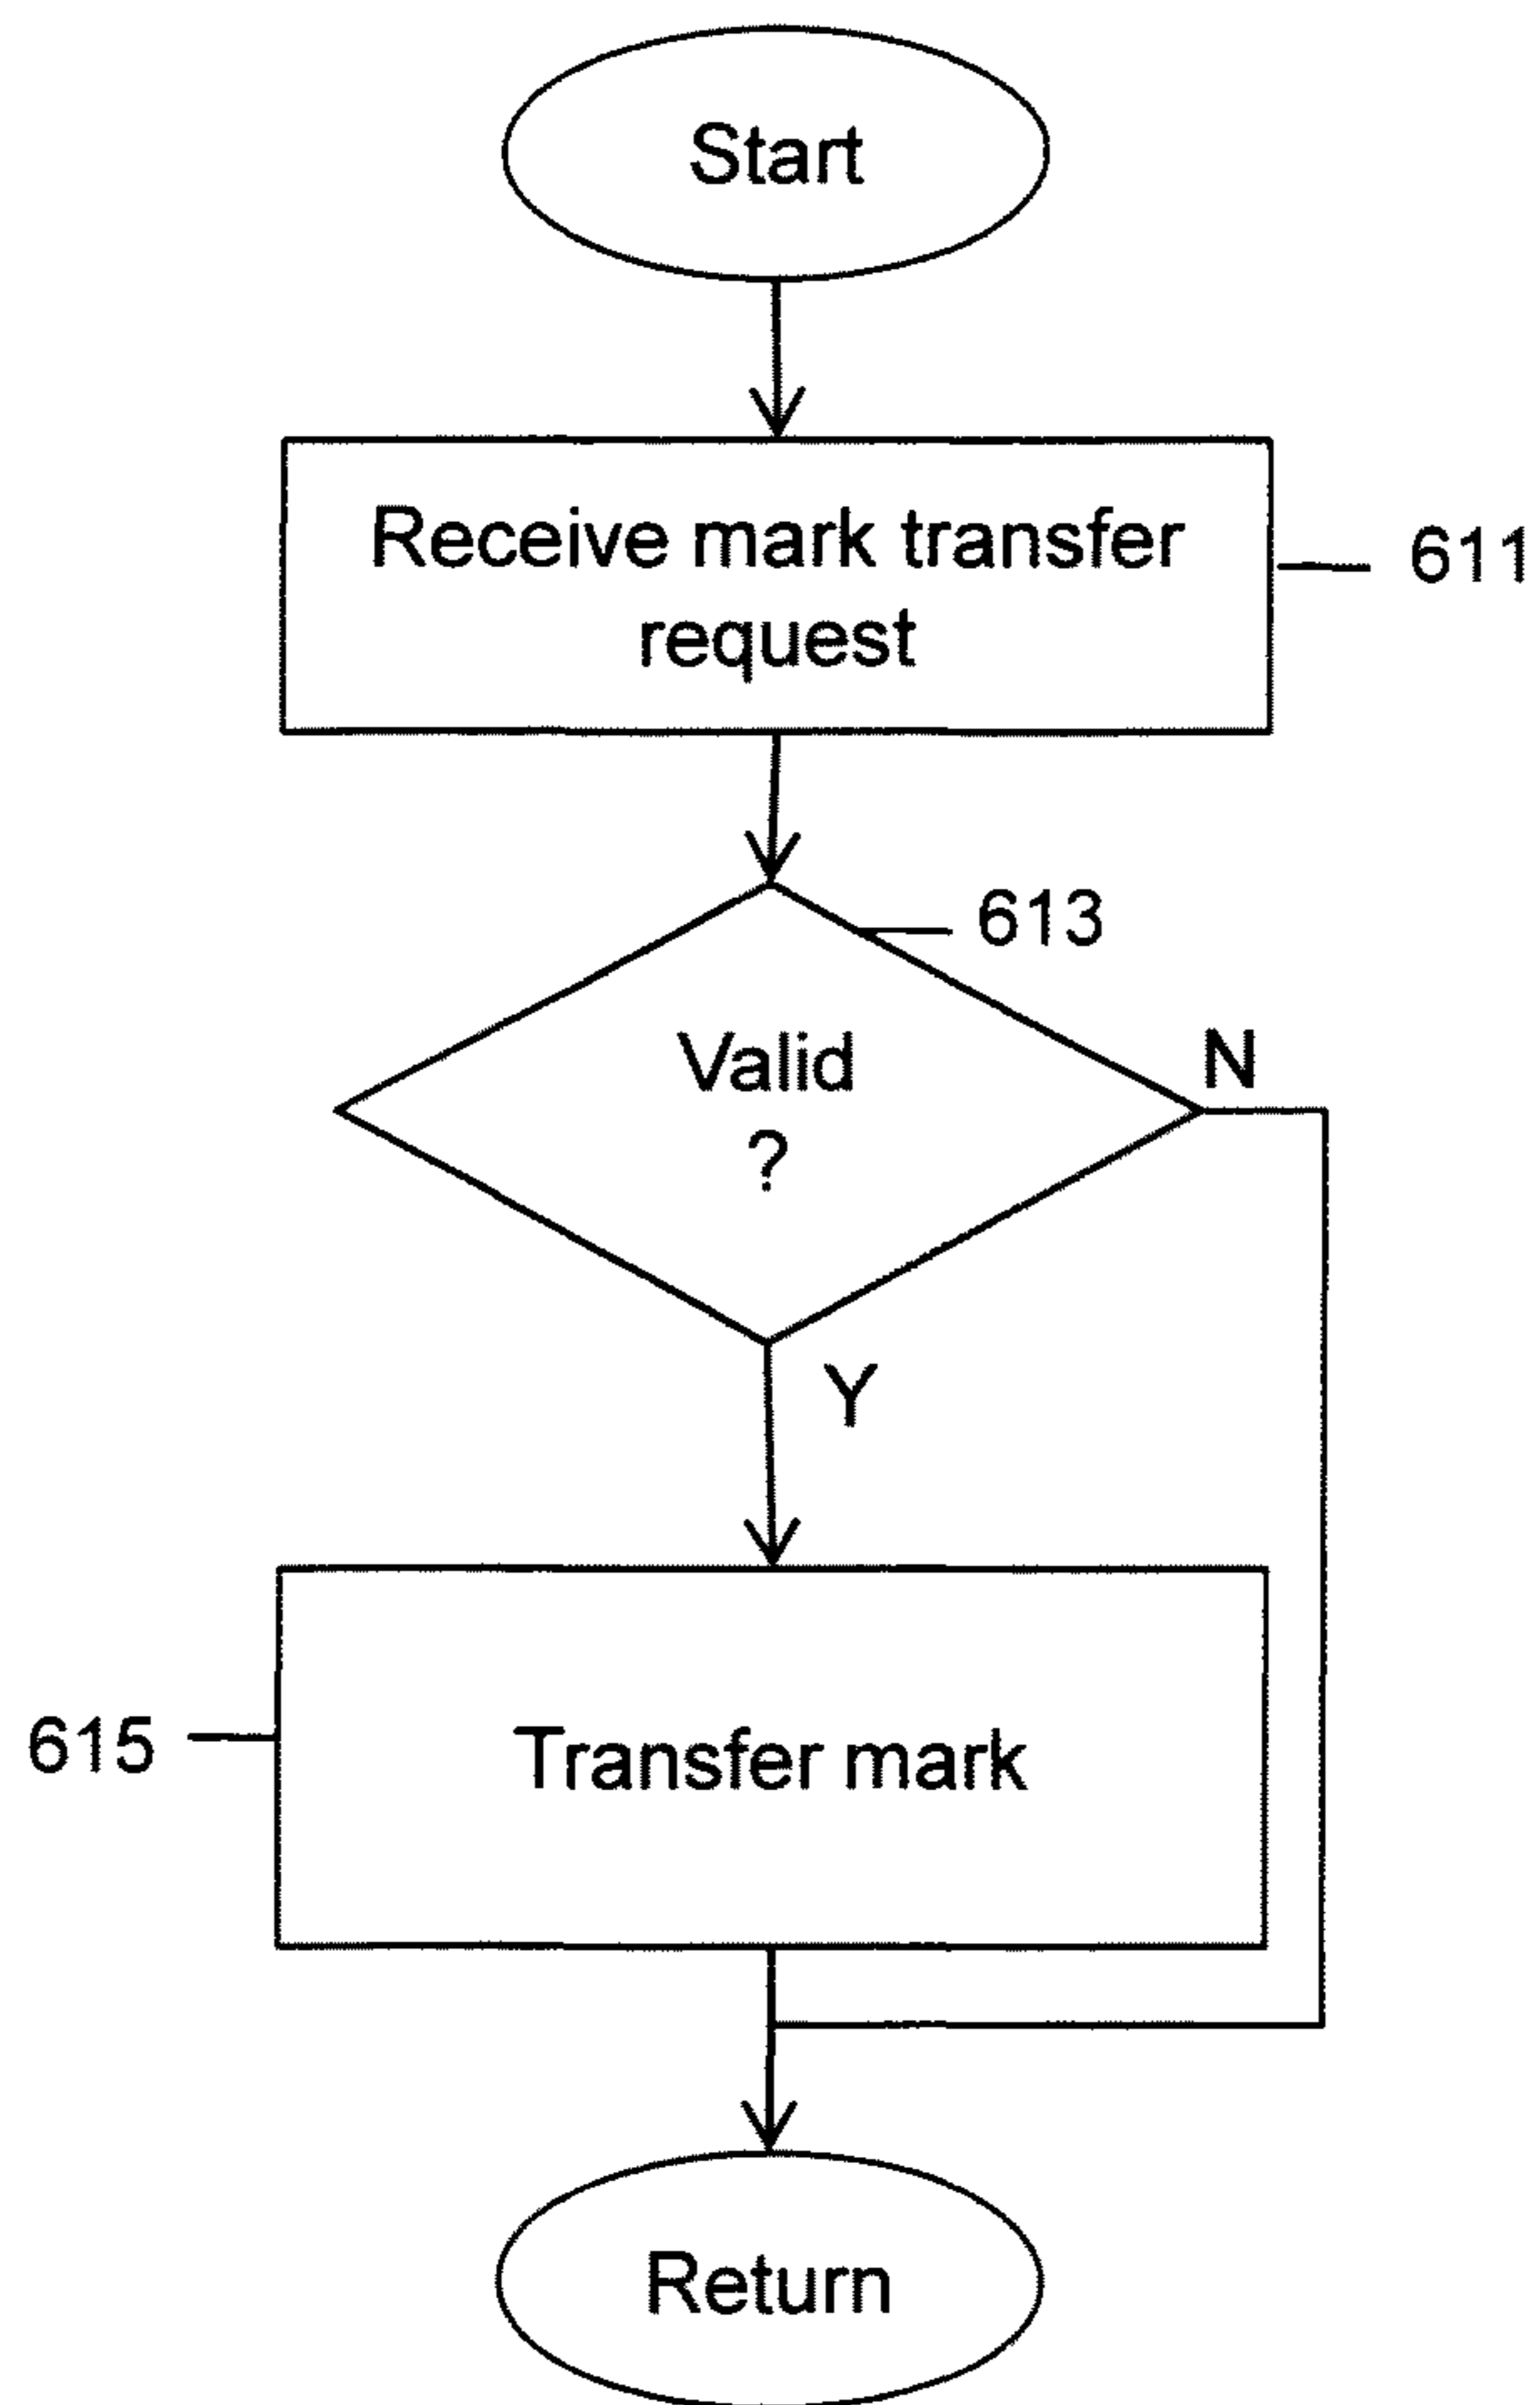 Start
Receive mark transfer
request
611
613
Valid
?
N
Y
615
Transfer mark
Return